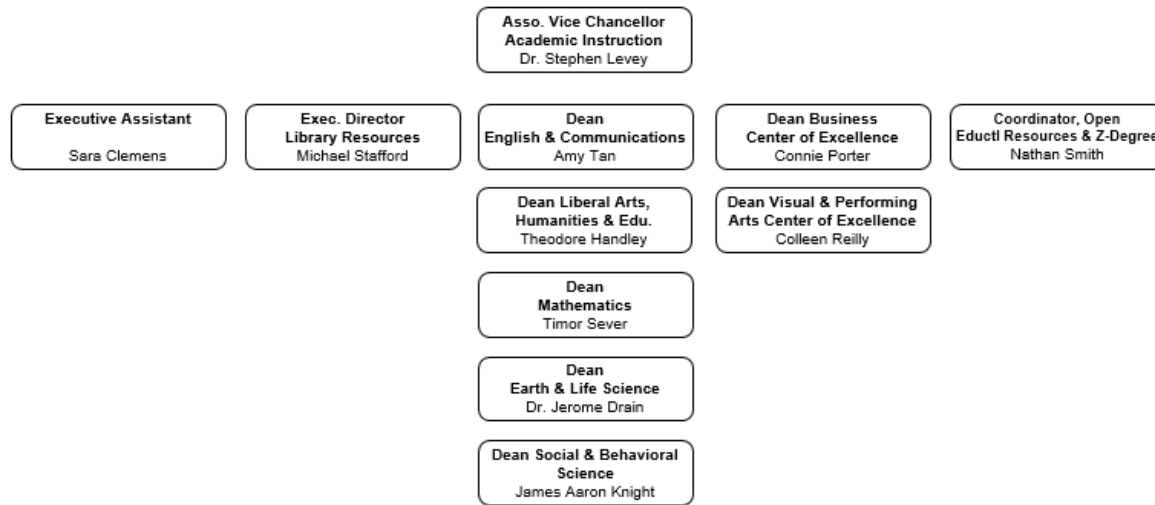 Asso. Vice Chancellor
Academic Instruction
Dr. Stephen Levey
Executive Assistant
Sara Clemens
Exec. Director
Library Resources
Michael Stafford
Dean
English & Communications
Amy Tan
Dean Business
Center of Excellence
Connie Porter
Coordinator, Open
Eductl Resources & Z-Degree
Nathan Smith
Dean Liberal Arts,
Humanities & Edu.
Theodore Handley
Dean Visual & Performing
Arts Center of Excellence
Colleen Reilly
Dean
Mathematics
Timor Sever
Dean
Earth & Life Science
Dr. Jerome Drain
Dean Social & Behavioral
Science
James Aaron Knight